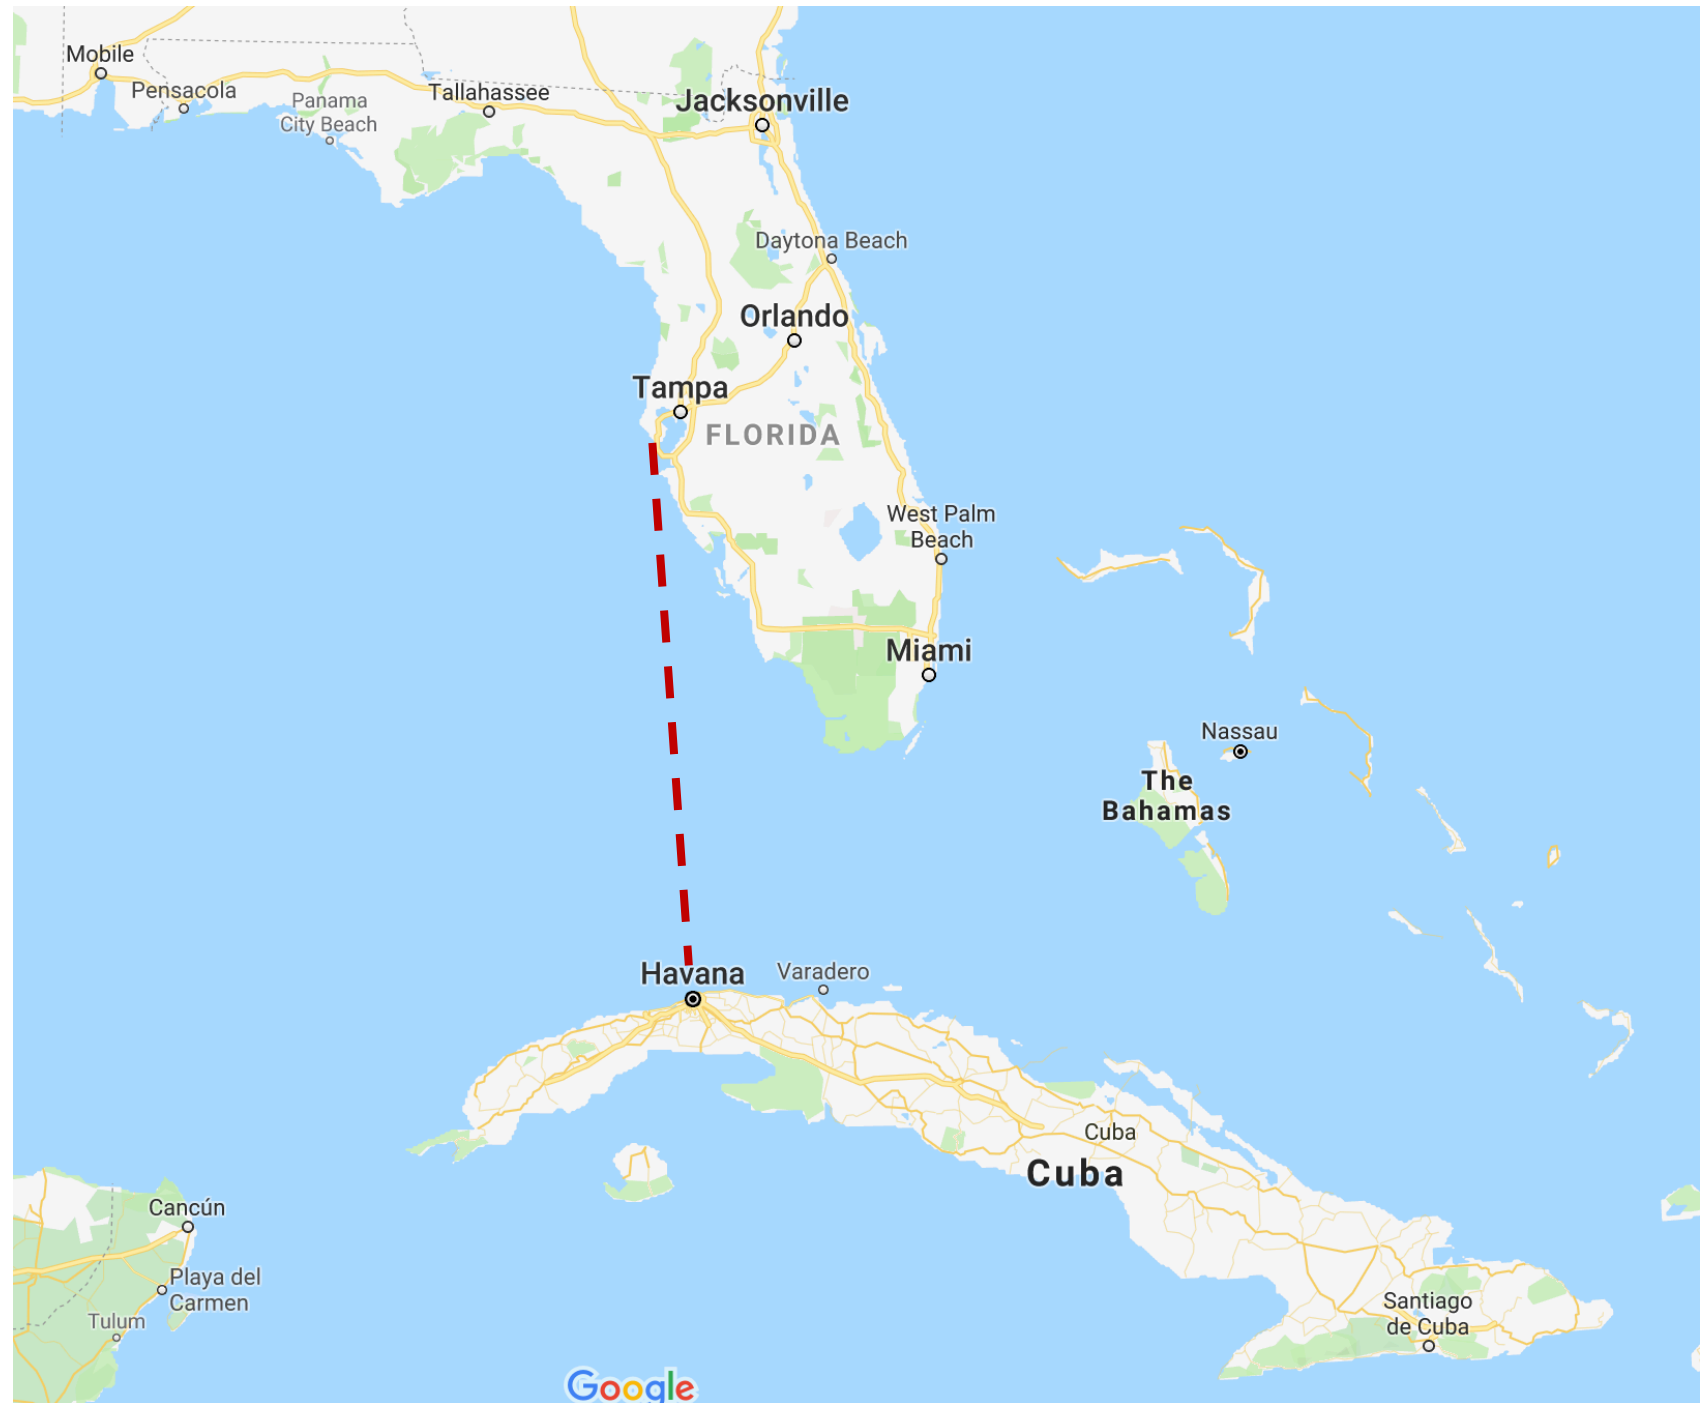 Mobile
Pensacola
Panama
City Beach
Tallahassee
Jacksonville
Daytona Beach
Orlando
Tampa
FLORIDA
West Palm
Beach
Miami
Nassau
The
Bahamas
Havana
Varadero
Cuba
Cuba
Cancún
Playa del
Carmen
Tulum
Santiago
de Cuba
Google